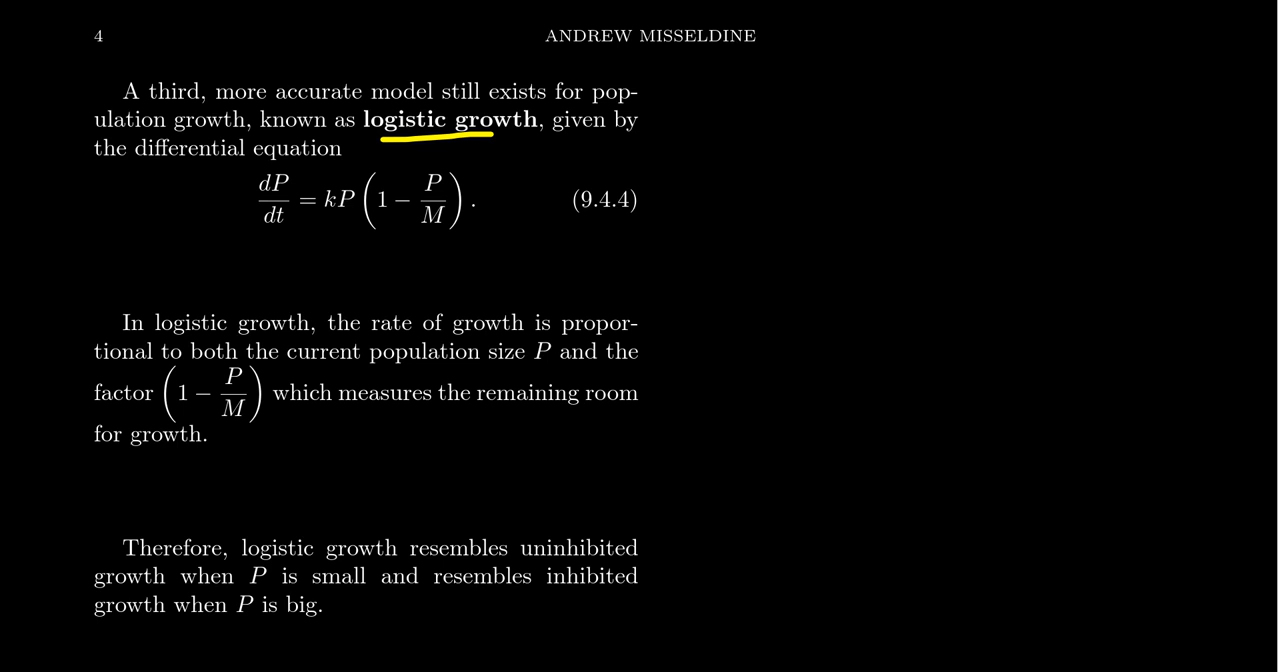 4
ANDREW MISSELDINE
A third, more accurate model still exists for pop-
ulation growth, known as logistic growth, given by
the differential equation
dP/dt = kP(1 − P/M). (9.4.4)
In logistic growth, the rate of growth is propor-
tional to both the current population size P and the
factor (1 − P/M) which measures the remaining room
for growth.
Therefore, logistic growth resembles uninhibited
growth when P is small and resembles inhibited
growth when P is big.